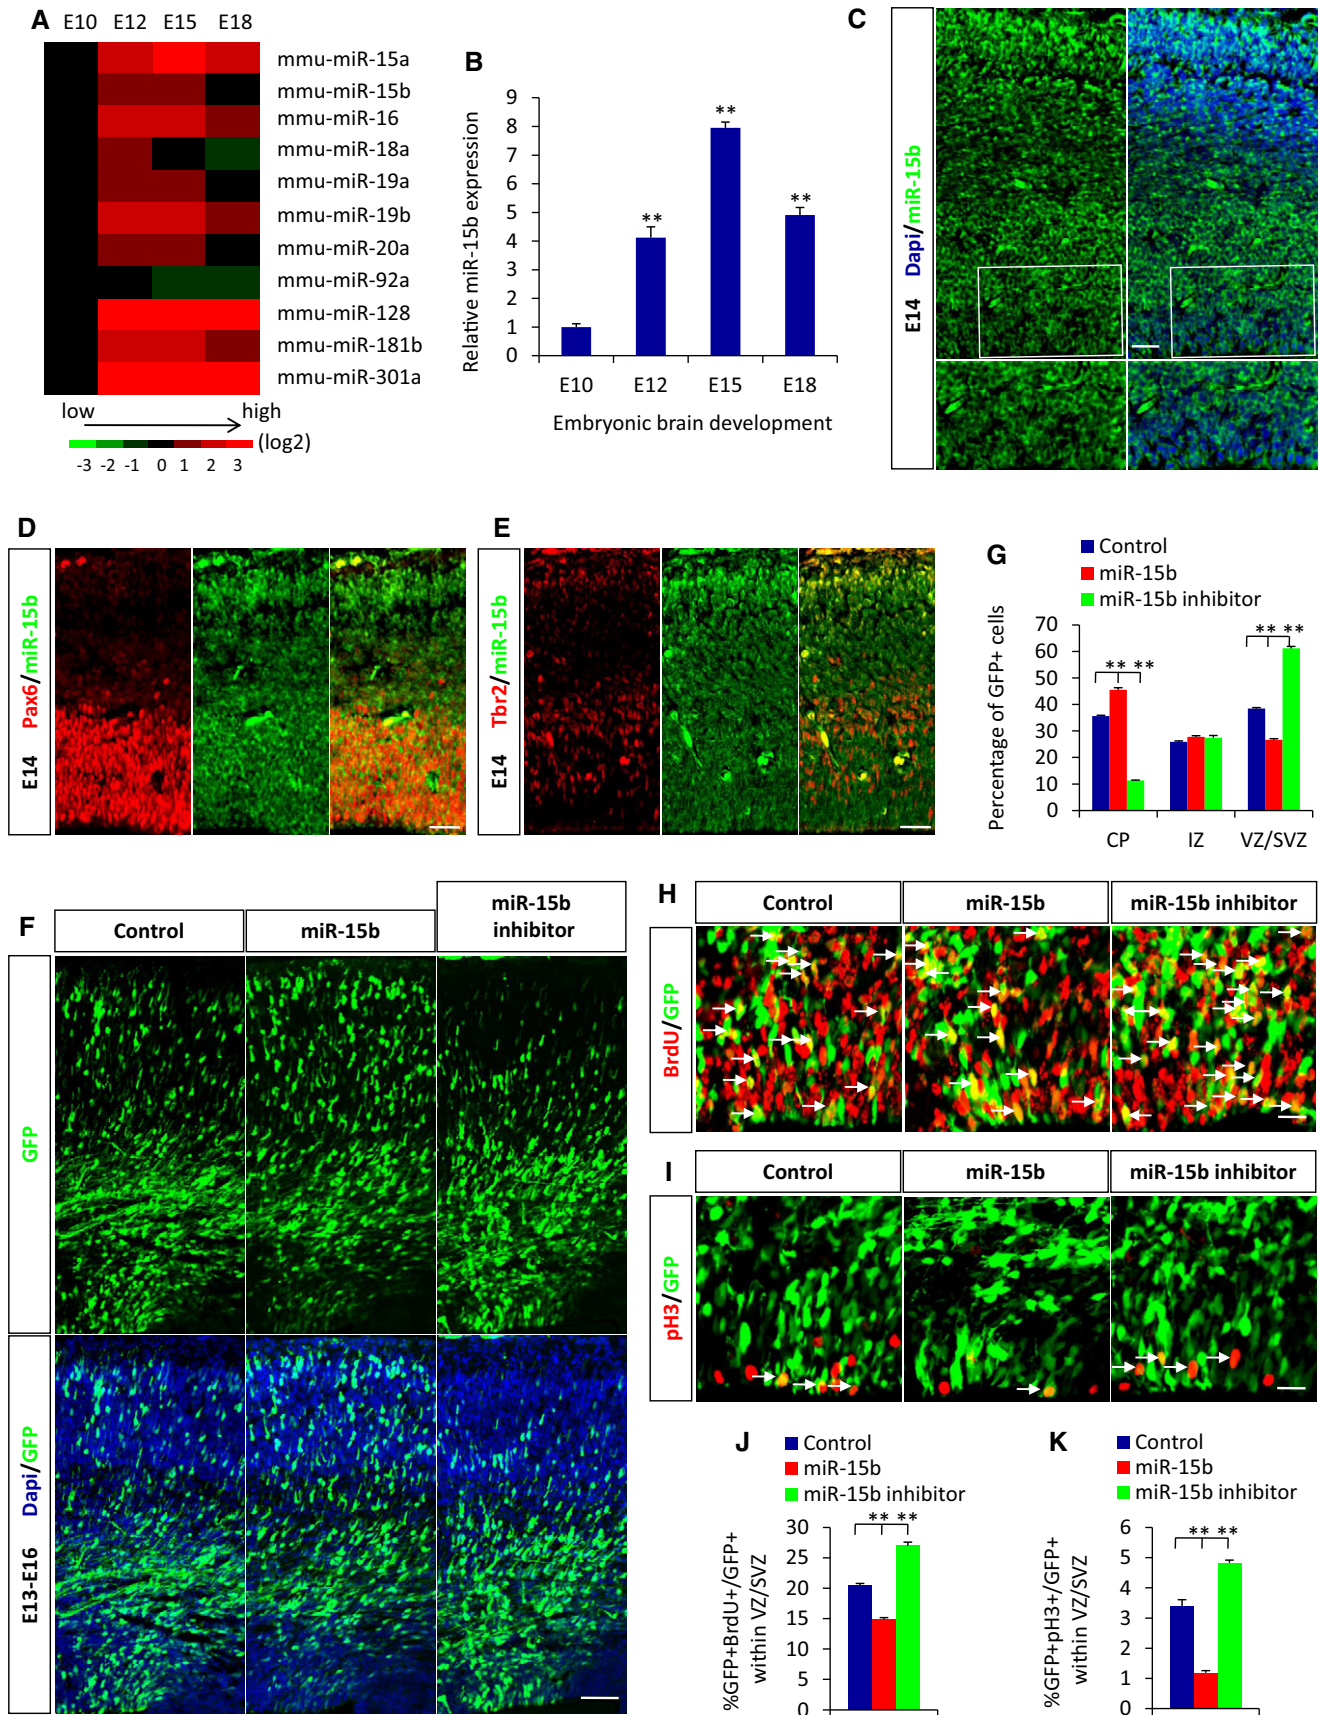 A
E10 E12 E15 E18
mmu-miR-15a
mmu-miR-15b
mmu-miR-16
mmu-miR-18a
mmu-miR-19a
mmu-miR-19b
mmu-miR-20a
mmu-miR-92a
mmu-miR-128
mmu-miR-181b
mmu-miR-301a
low high
(log2)
-3 -2 -1 0 1 2 3
B
Relative miR-15b expression
9
8
7
6
5
4
3
2
1
0
**
**
**
E10 E12 E15 E18
Embryonic brain development
C
E14 Dapi/miR-15b
D
E14 Pax6/miR-15b
E
E14 Tbr2/miR-15b
G
Control
miR-15b
miR-15b inhibitor
Percentage of GFP+ cells
70
60
50
40
30
20
10
0
** **
** **
CP IZ VZ/SVZ
F
Control
miR-15b
miR-15b
inhibitor
GFP
E13-E16 Dapi/GFP
H
Control
miR-15b
miR-15b inhibitor
BrdU/GFP
I
Control
miR-15b
miR-15b inhibitor
pH3/GFP
J
Control
miR-15b
miR-15b inhibitor
%GFP+BrdU+/GFP+
within VZ/SVZ
30
25
20
15
10
5
0
** **
K
Control
miR-15b
miR-15b inhibitor
%GFP+pH3+/GFP+
within VZ/SVZ
6
5
4
3
2
1
0
** **